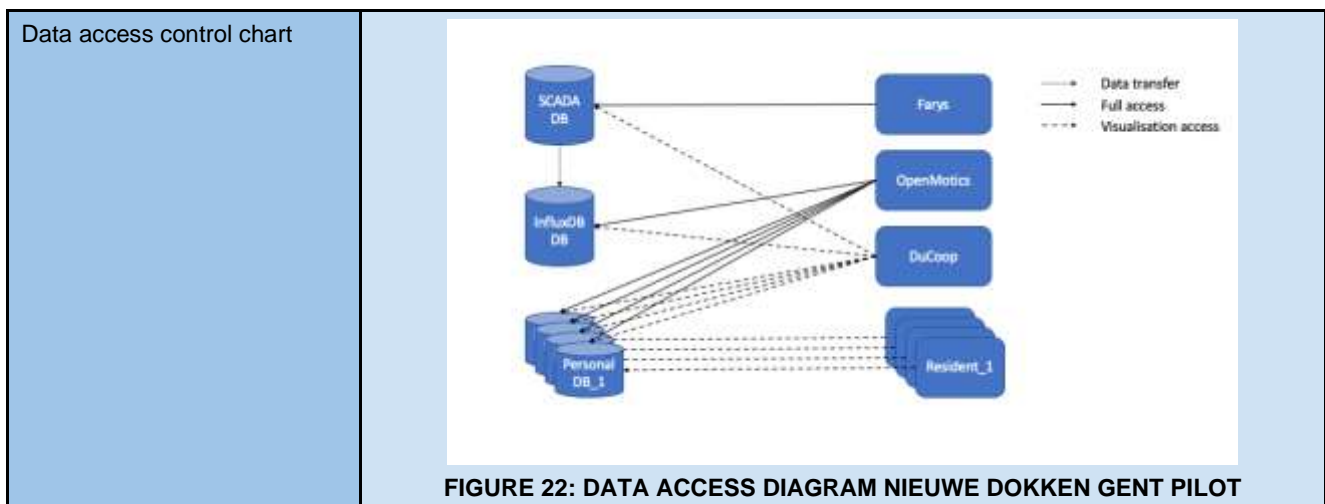 Data access control chart
SCADA
DB
Farys
Data transfer
Full access
Visualisation access
OpenMotics
InfluxDB
DB
DuCoop
Personal
DB_1
Resident_1
FIGURE 22: DATA ACCESS DIAGRAM NIEUWE DOKKEN GENT PILOT